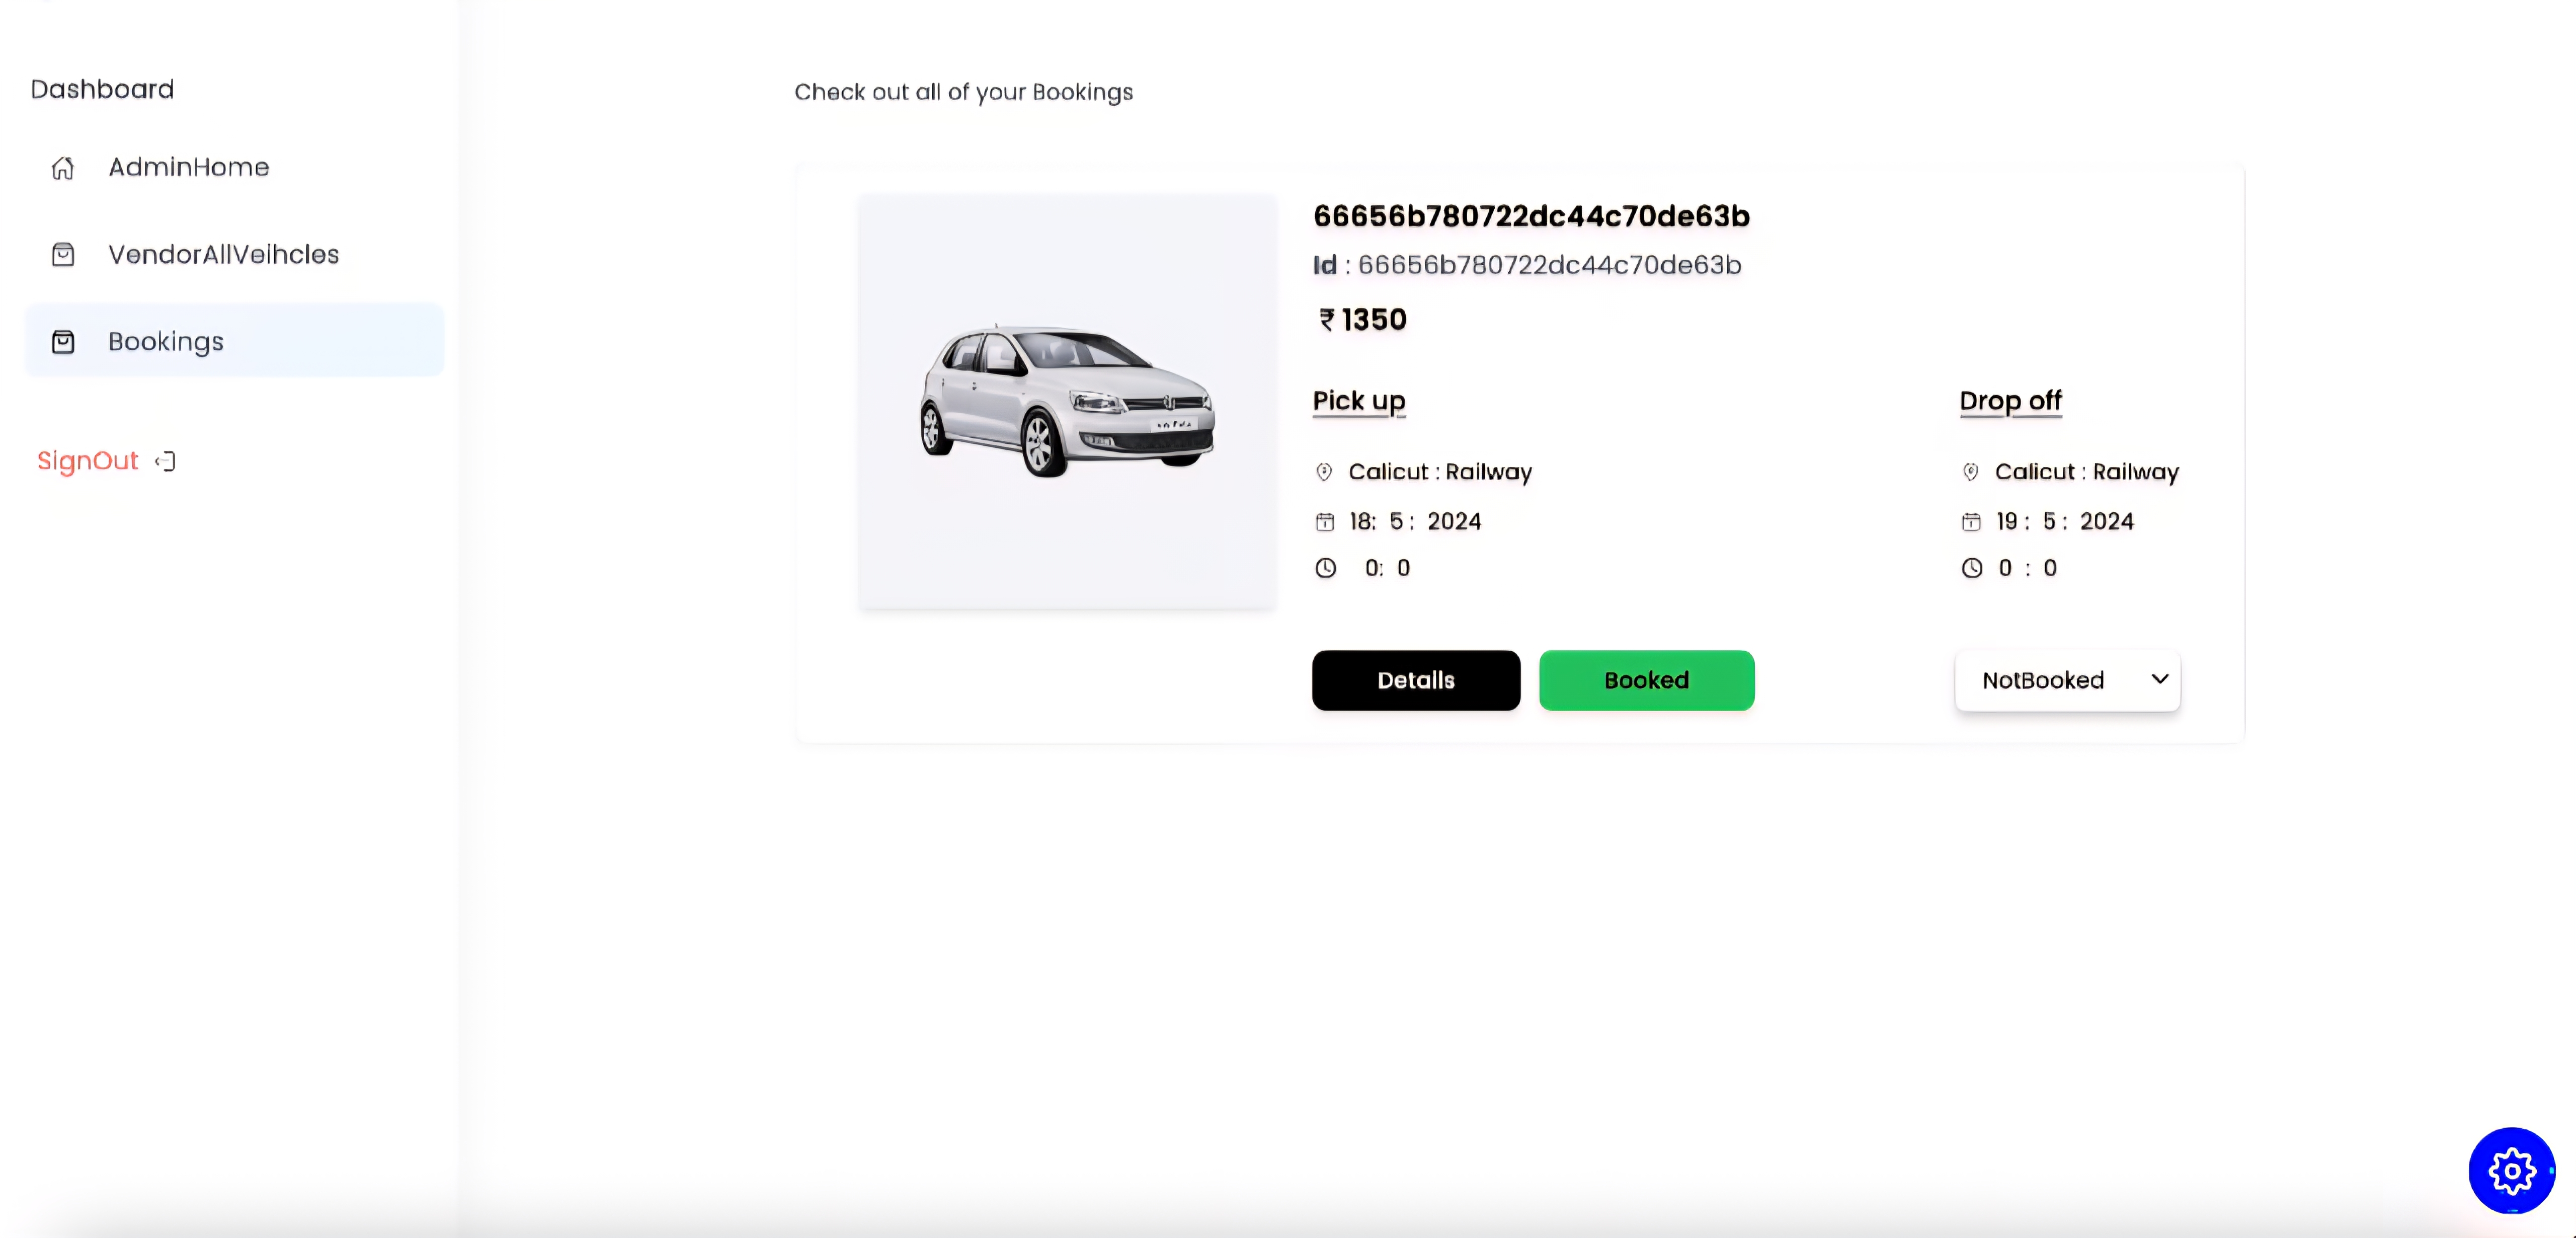 Dashboard
AdminHome
VendorAllVeihcles
Bookings
SignOut
Check out all of your Bookings
66656b780722dc44c70de63b
Id : 66656b780722dc44c70de63b
₹ 1350
Pick up
Calicut : Railway
18: 5 : 2024
0: 0
Drop off
Calicut : Railway
19 : 5 : 2024
0 : 0
Details
Booked
NotBooked